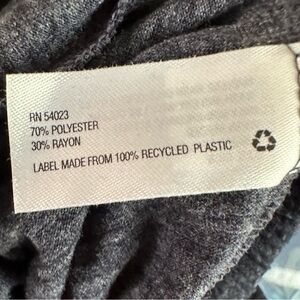 RN 54023
70% POLYESTER
30% RAYON
LABEL MADE FROM 100% RECYCLED PLASTIC